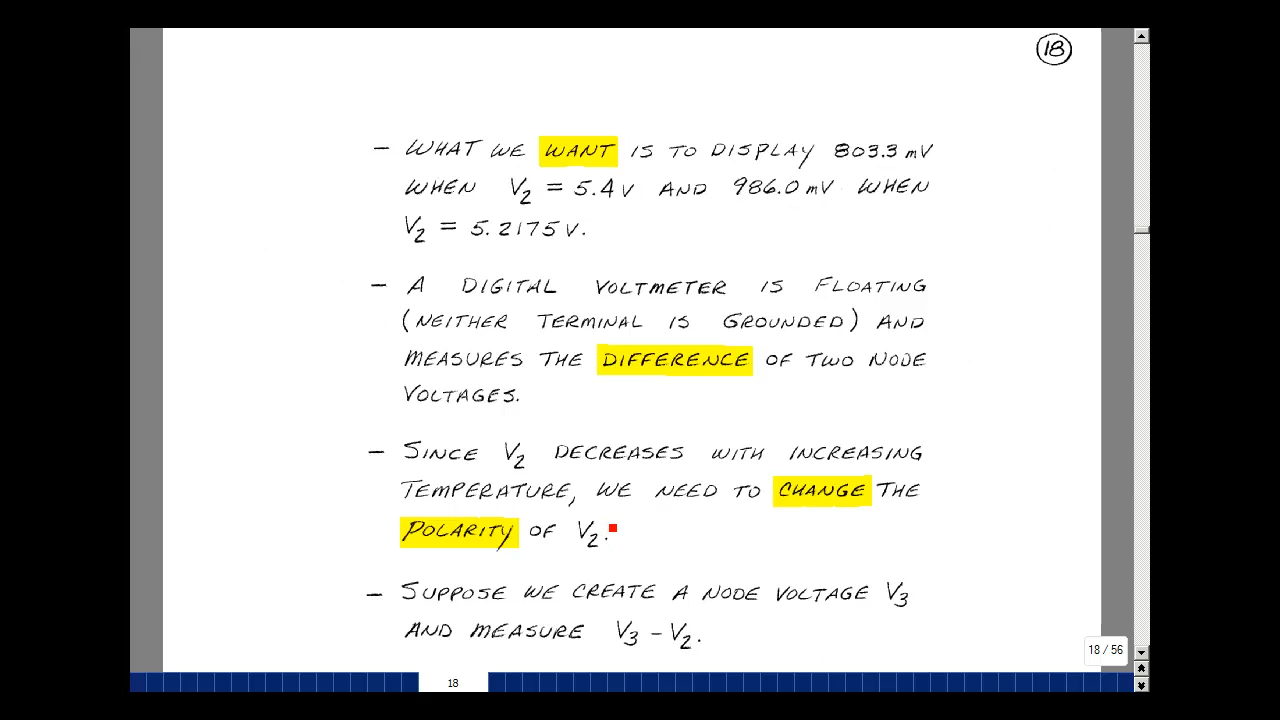 18
- WHAT WE WANT IS TO DISPLAY 803.3 mV
WHEN V2 = 5.4 V AND 986.0 mV WHEN
V2 = 5.2175 V.
- A DIGITAL VOLTMETER IS FLOATING
(NEITHER TERMINAL IS GROUNDED) AND
MEASURES THE DIFFERENCE OF TWO NODE
VOLTAGES.
- SINCE V2 DECREASES WITH INCREASING
TEMPERATURE, WE NEED TO CHANGE THE
POLARITY OF V2.
- SUPPOSE WE CREATE A NODE VOLTAGE V3
AND MEASURE V3 - V2.
18 / 56
18